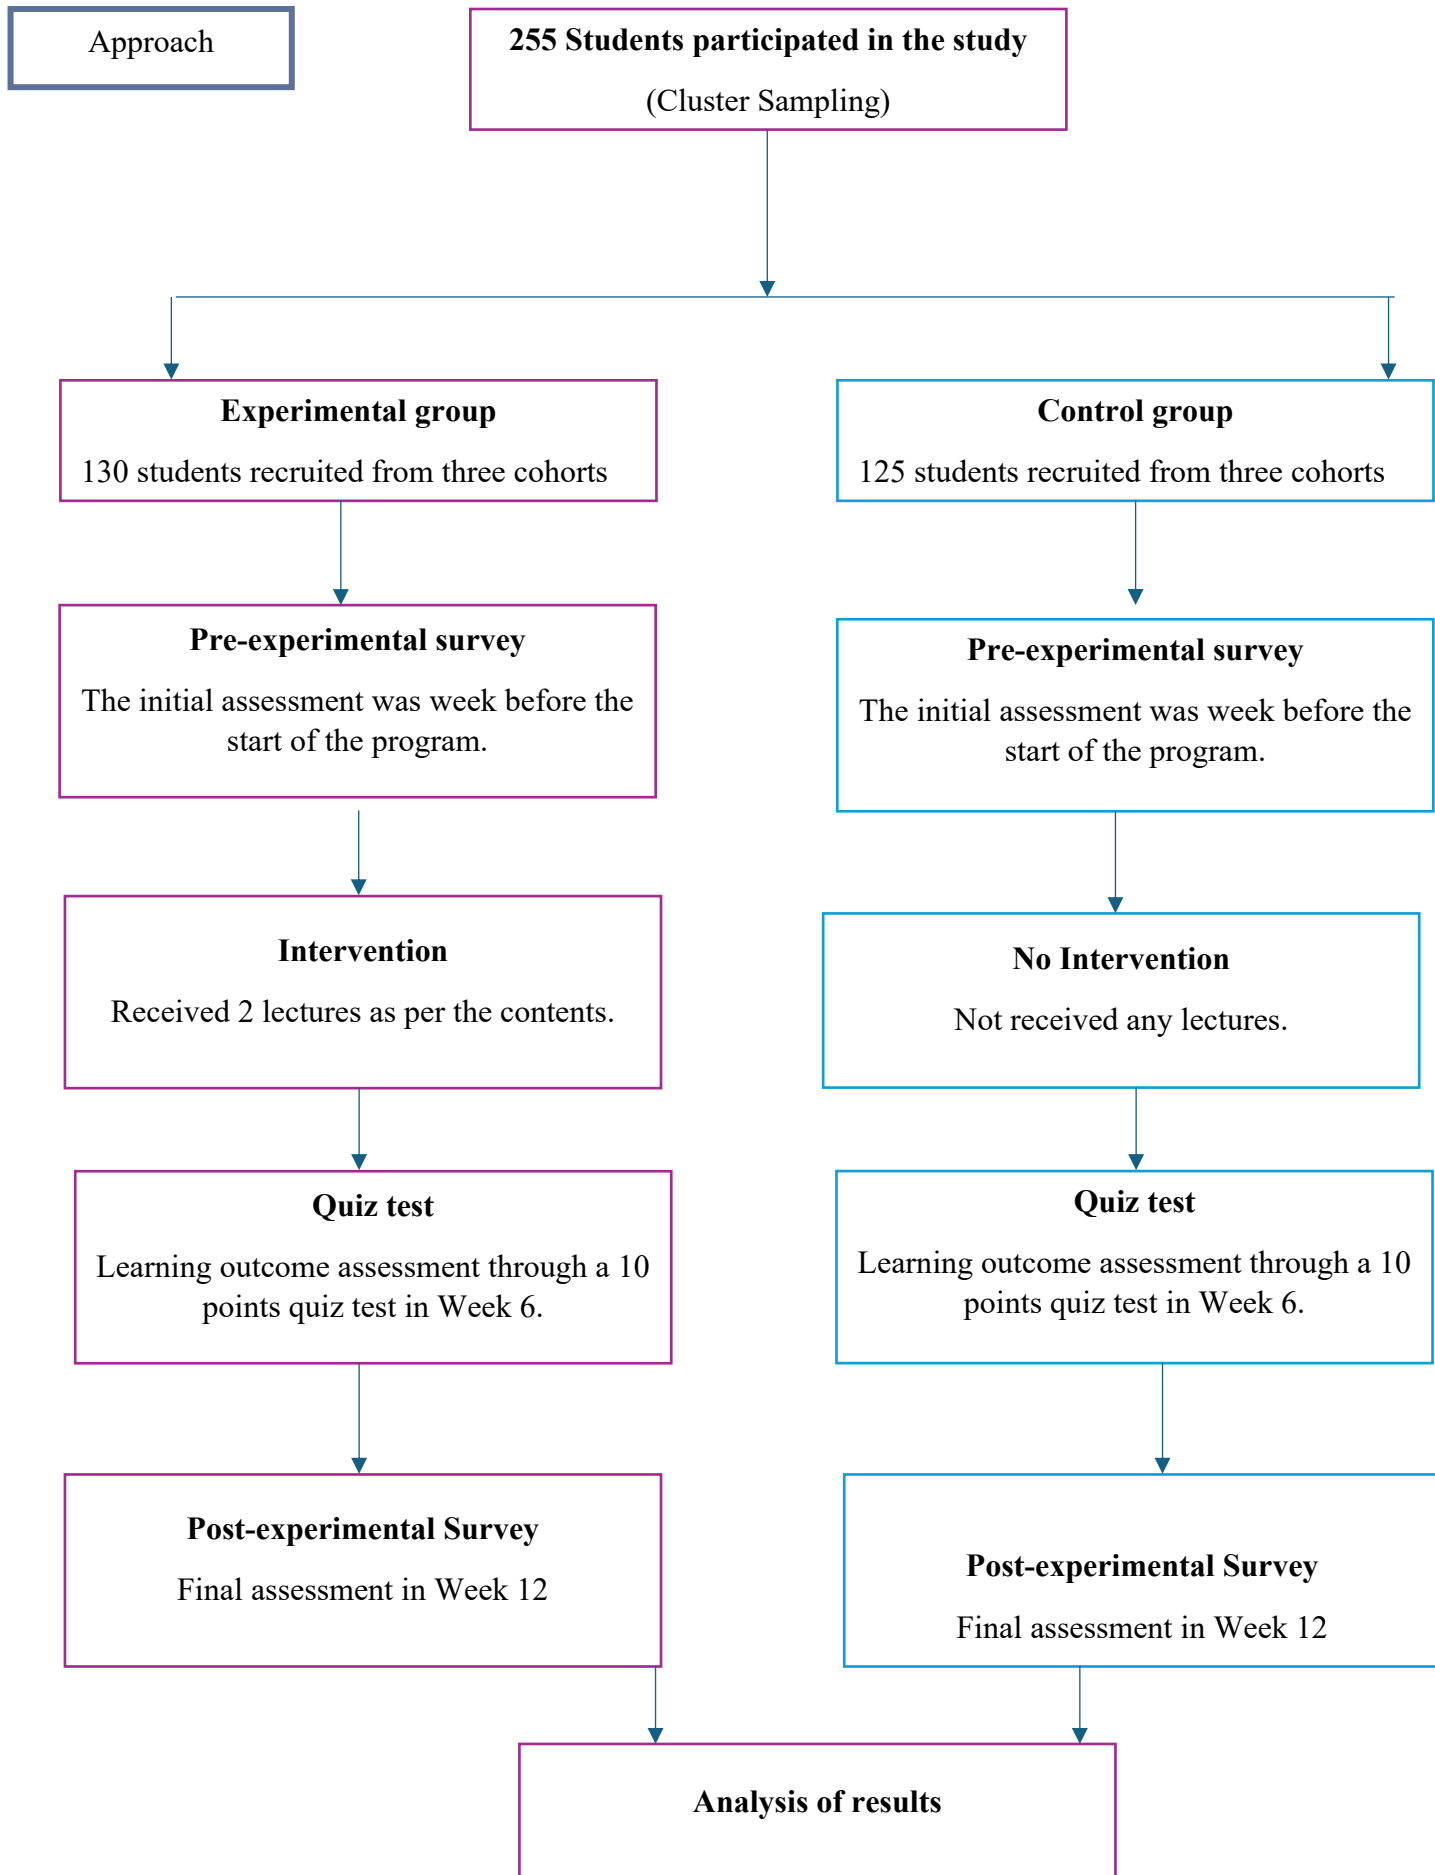 Approach
255 Students participated in the study
(Cluster Sampling)
Experimental group
130 students recruited from three cohorts
Control group
125 students recruited from three cohorts
Pre-experimental survey
The initial assessment was week before the
start of the program.
Pre-experimental survey
The initial assessment was week before the
start of the program.
Intervention
Received 2 lectures as per the contents.
No Intervention
Not received any lectures.
Quiz test
Learning outcome assessment through a 10
points quiz test in Week 6.
Quiz test
Learning outcome assessment through a 10
points quiz test in Week 6.
Post-experimental Survey
Final assessment in Week 12
Post-experimental Survey
Final assessment in Week 12
Analysis of results